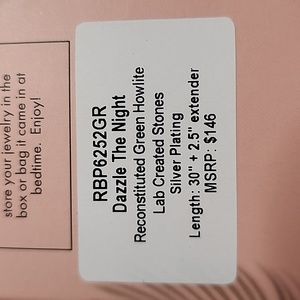 store your jewelry in the
box or bag it came in at
bedtime. Enjoy!
RBP6252GR
Dazzle The Night
Reconstituted Green Howlite
Lab Created Stones
Silver Plating
Length: 30" + 2.5" extender
MSRP: $146